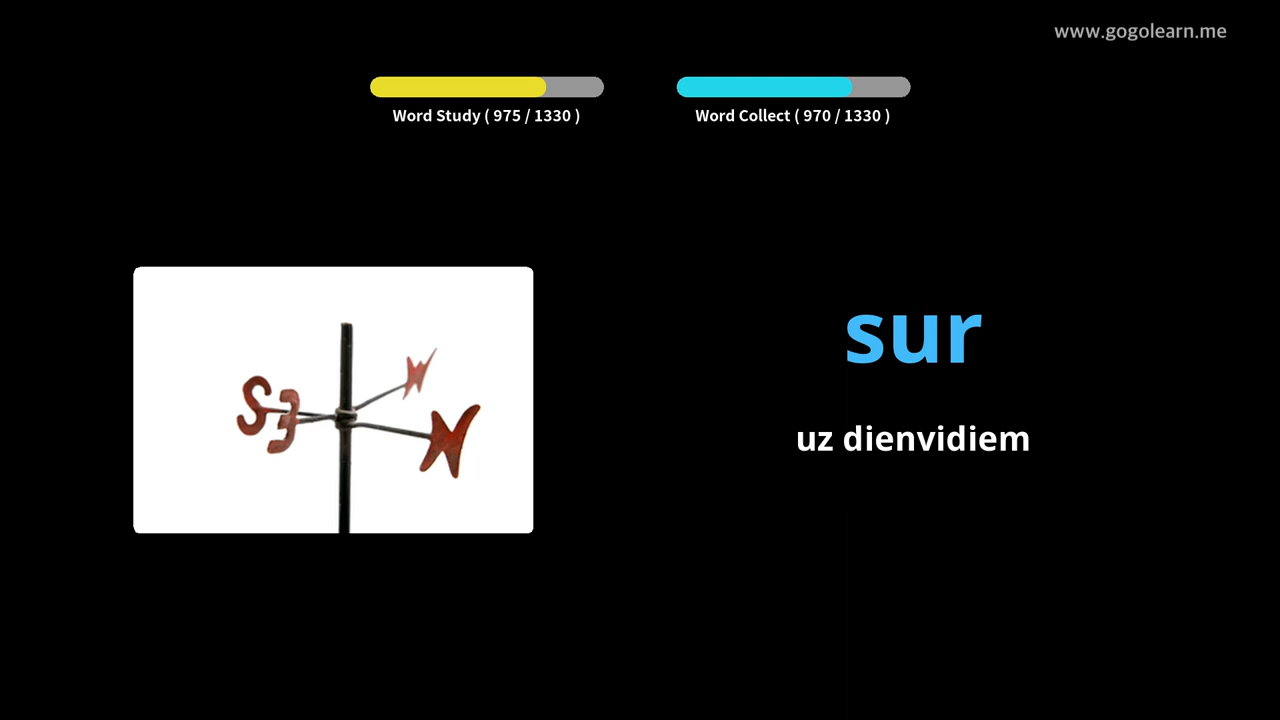 www.gogolearn.me
Word Study ( 975 / 1330 )
Word Collect ( 970 / 1330 )
S E N
N
sur
uz dienvidiem